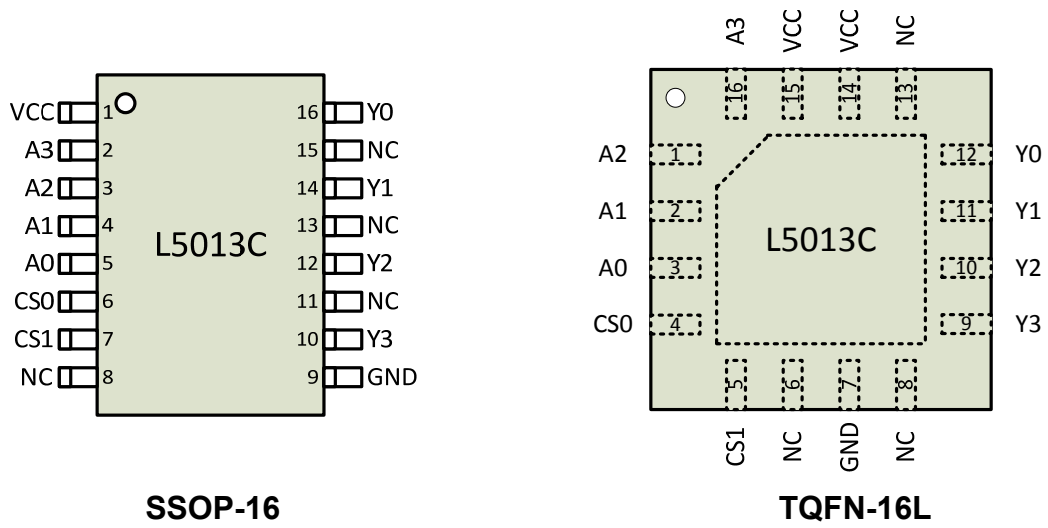 VCC 1 16 Y0
A3 2 15 NC
A2 3 14 Y1
A1 4 13 NC
L5013C
A0 5 12 Y2
CS0 6 11 NC
CS1 7 10 Y3
NC 8 9 GND
SSOP-16
A3 VCC VCC NC
16 15 14 13
A2 1 12 Y0
A1 2 11 Y1
L5013C
A0 3 10 Y2
CS0 4 9 Y3
5 6 7 8
CS1 NC GND NC
TQFN-16L